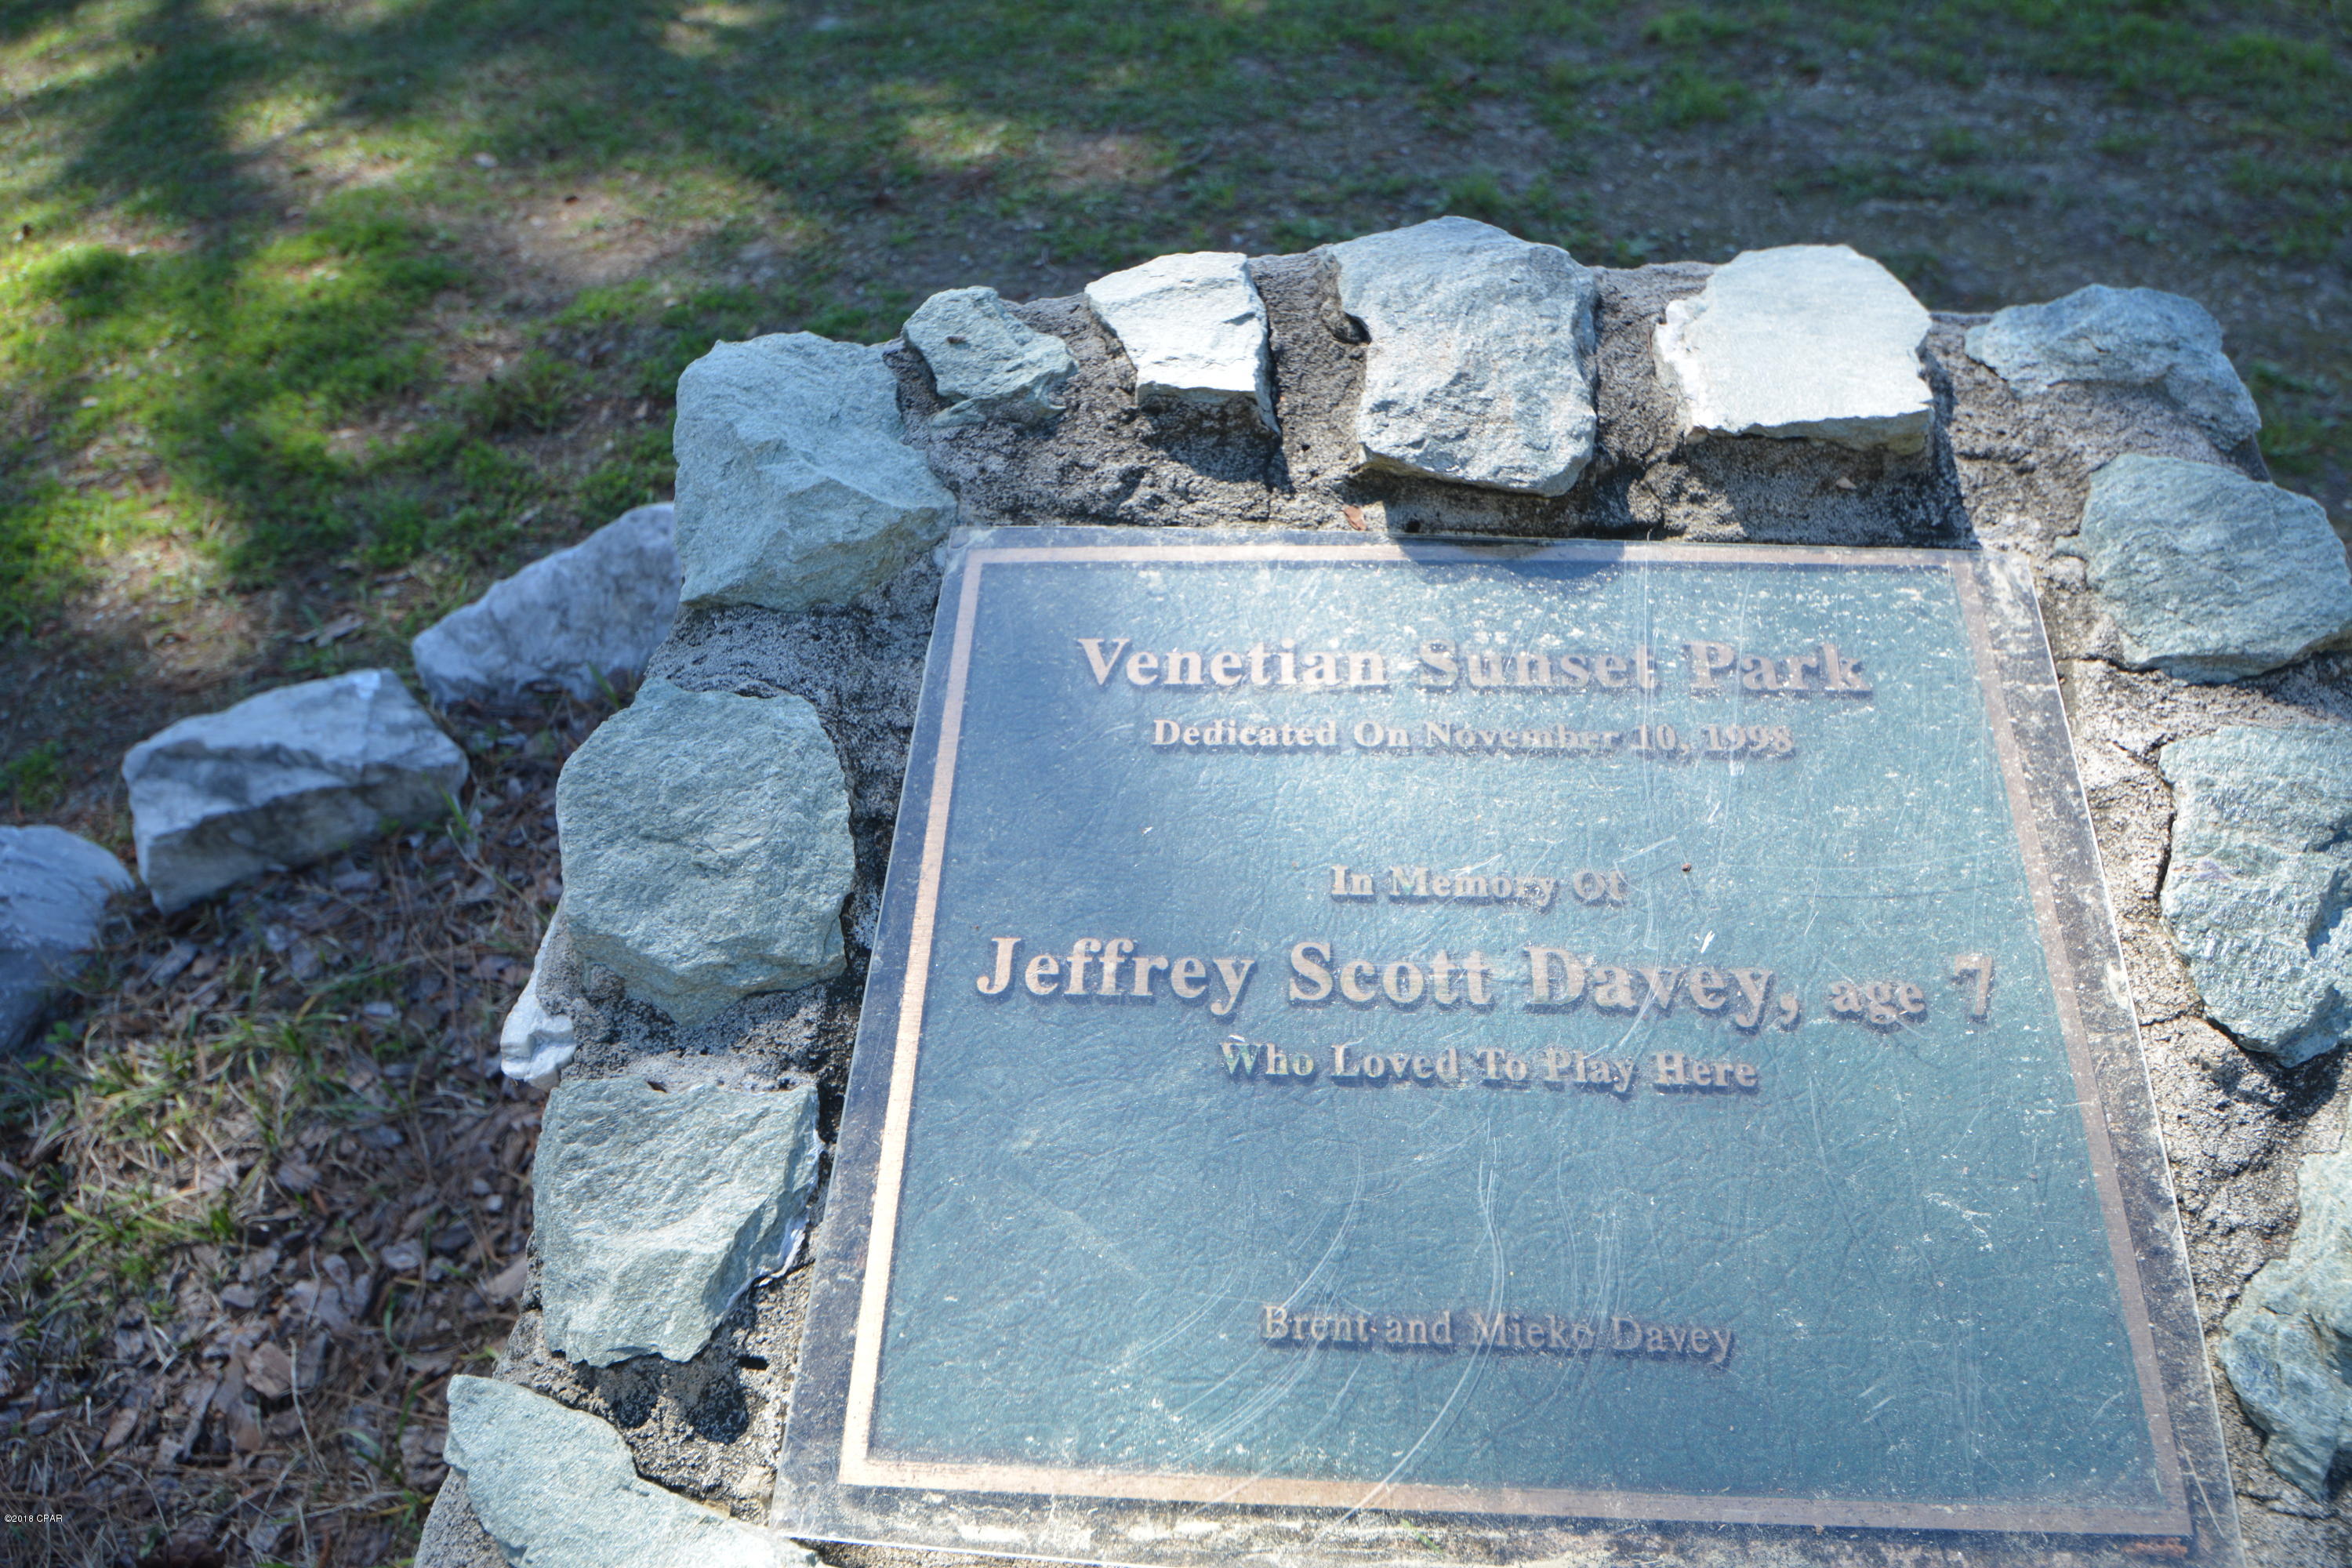 Venetian Sunset Park
Dedicated On November 10, 1998
In Memory Of
Jeffrey Scott Davey, age 7
Who Loved To Play Here
Brent and Mieko Davey
©2018 CPAR